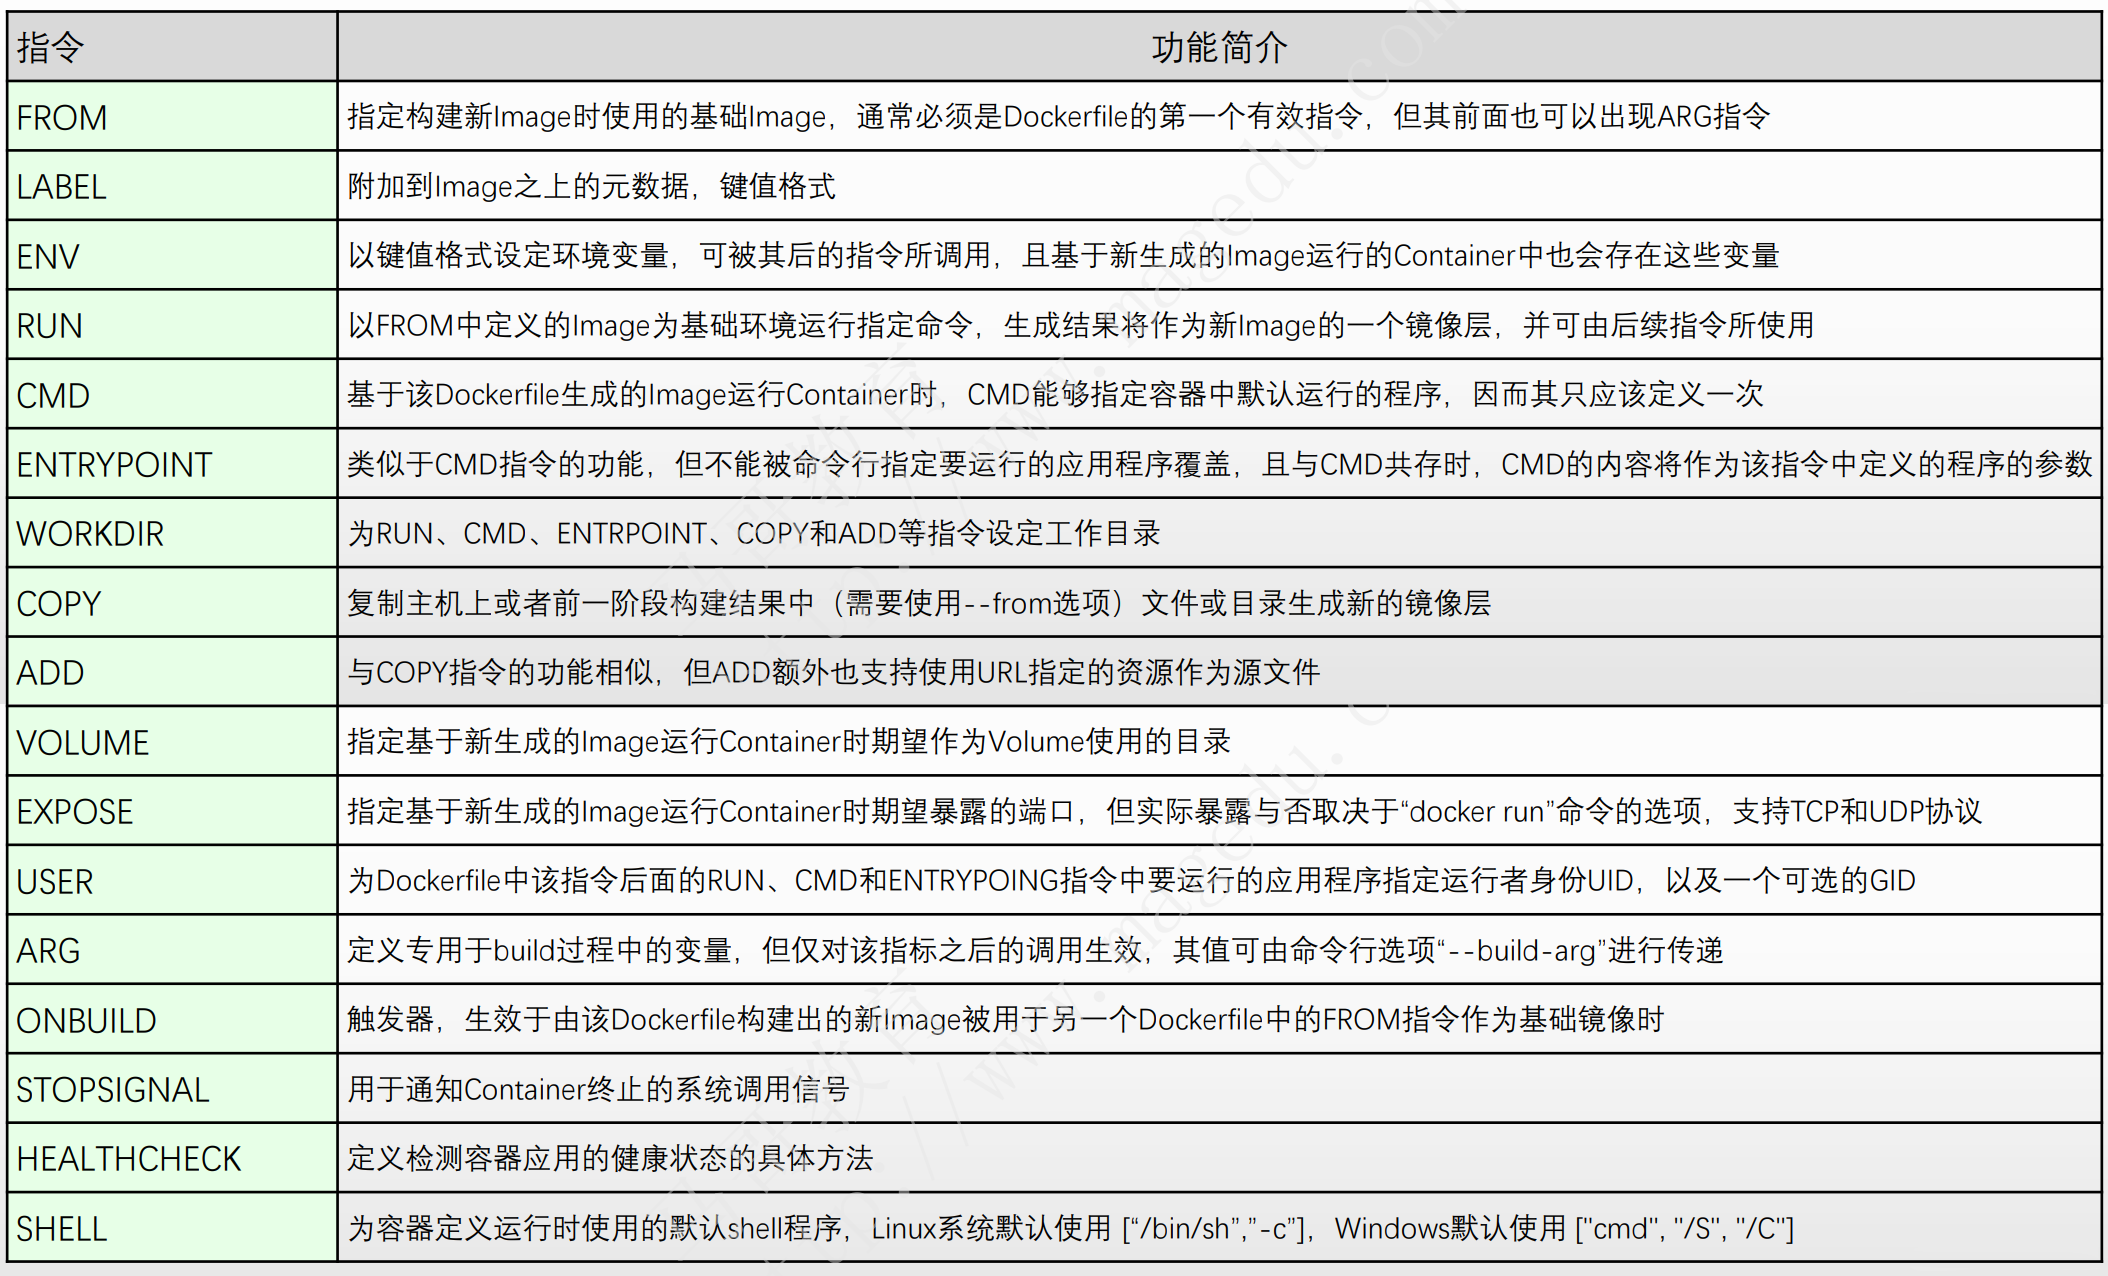 指令 功能简介
FROM 指定构建新Image时使用的基础Image，通常必须是Dockerfile的第一个有效指令，但其前面也可以出现ARG指令
LABEL 附加到Image之上的元数据，键值格式
ENV 以键值格式设定环境变量，可被其后的指令所调用，且基于新生成的Image运行的Container中也会存在这些变量
RUN 以FROM中定义的Image为基础环境运行指定命令，生成结果将作为新Image的一个镜像层，并可由后续指令所使用
CMD 基于该Dockerfile生成的Image运行Container时，CMD能够指定容器中默认运行的程序，因而其只应该定义一次
ENTRYPOINT 类似于CMD指令的功能，但不能被命令行指定要运行的应用程序覆盖，且与CMD共存时，CMD的内容将作为该指令中定义的程序的参数
WORKDIR 为RUN、CMD、ENTRPOINT、COPY和ADD等指令设定工作目录
COPY 复制主机上或者前一阶段构建结果中（需要使用--from选项）文件或目录生成新的镜像层
ADD 与COPY指令的功能相似，但ADD额外也支持使用URL指定的资源作为源文件
VOLUME 指定基于新生成的Image运行Container时期望作为Volume使用的目录
EXPOSE 指定基于新生成的Image运行Container时期望暴露的端口，但实际暴露与否取决于“docker run”命令的选项，支持TCP和UDP协议
USER 为Dockerfile中该指令后面的RUN、CMD和ENTRYPOING指令中要运行的应用程序指定运行者身份UID，以及一个可选的GID
ARG 定义专用于build过程中的变量，但仅对该指标之后的调用生效，其值可由命令行选项“--build-arg”进行传递
ONBUILD 触发器，生效于由该Dockerfile构建出的新Image被用于另一个Dockerfile中的FROM指令作为基础镜像时
STOPSIGNAL 用于通知Container终止的系统调用信号
HEALTHCHECK 定义检测容器应用的健康状态的具体方法
SHELL 为容器定义运行时使用的默认shell程序，Linux系统默认使用 [“/bin/sh”,”-c”]，Windows默认使用 ["cmd", "/S", "/C"]